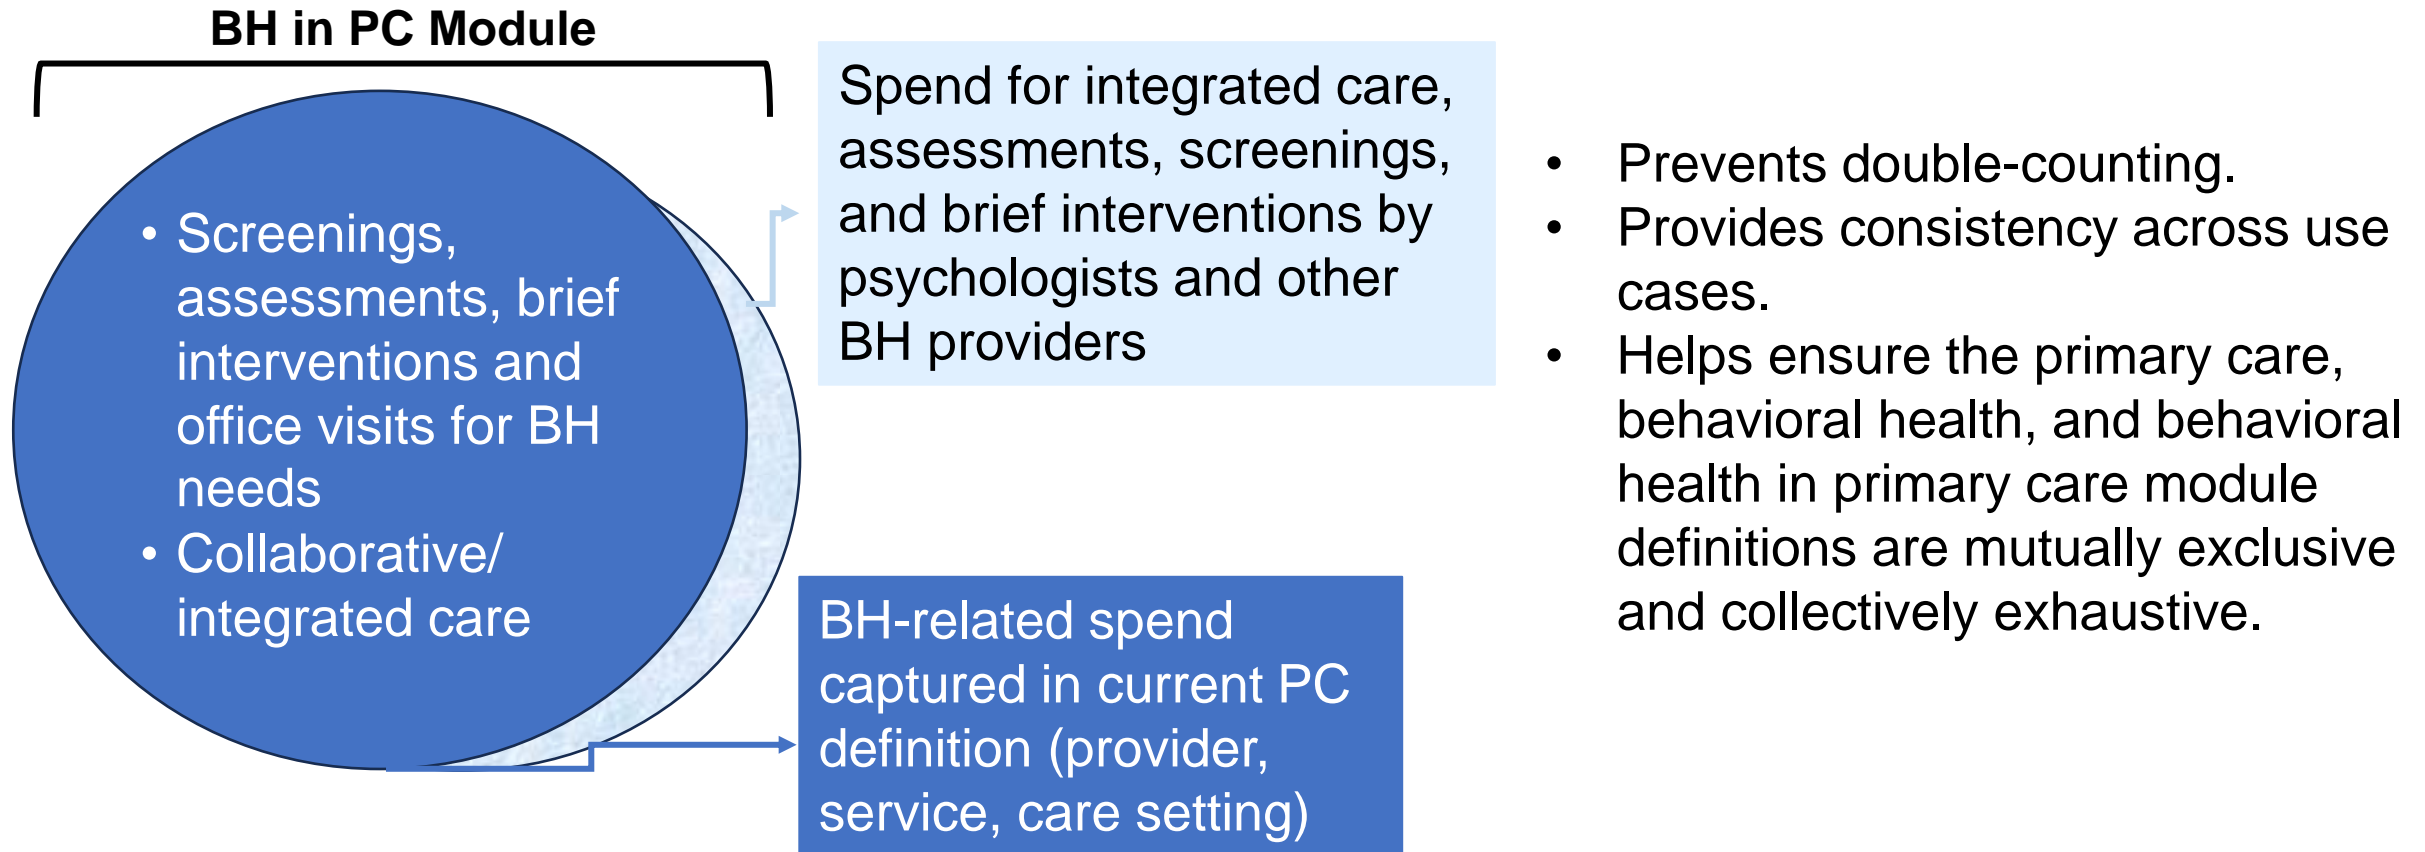 BH in PC Module
• Screenings,
assessments, brief
interventions and
office visits for BH
needs
• Collaborative/
integrated care
Spend for integrated care,
assessments, screenings,
and brief interventions by
psychologists and other
BH providers
BH-related spend
captured in current PC
definition (provider,
service, care setting)
• Prevents double-counting.
• Provides consistency across use
cases.
• Helps ensure the primary care,
behavioral health, and behavioral
health in primary care module
definitions are mutually exclusive
and collectively exhaustive.